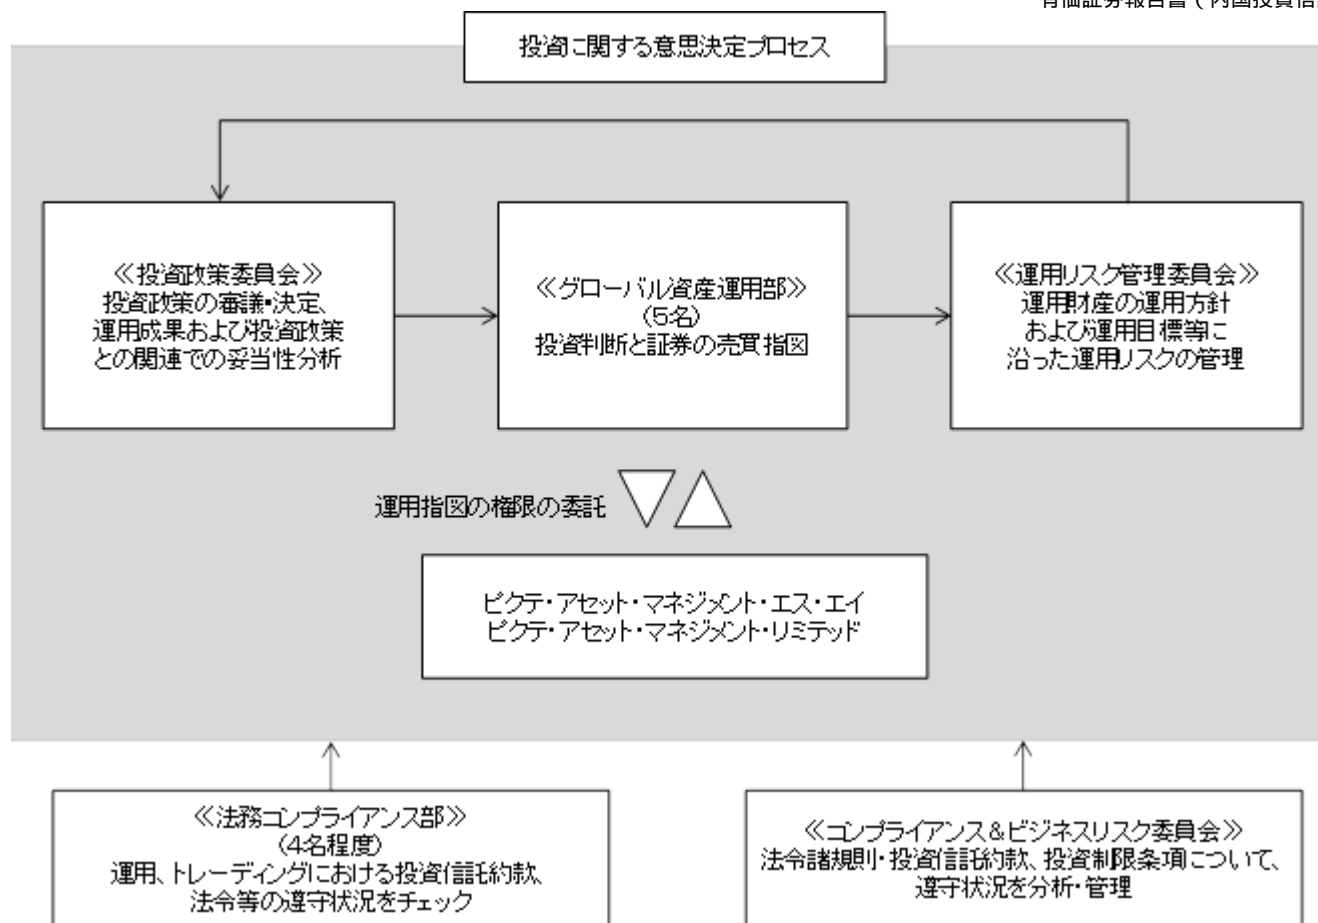 有価証券報告書(内国投資信
投資に関する意思決定プロセス
≪投資政策委員会≫
投資政策の審議・決定、
運用成果および投資政策
との関連での妥当性分析
≪グローバル資産運用部≫
(5名)
投資判断と証券の売買指図
≪運用リスク管理委員会≫
運用財産の運用方針
および運用目標等に
沿った運用リスクの管理
運用指図の権限の委託
ピクテ・アセット・マネジメント・エス・エイ
ピクテ・アセット・マネジメント・リミテッド
≪法務コンプライアンス部≫
(4名程度)
運用、トレーディングにおける投資信託約款、
法令等の遵守状況をチェック
≪コンプライアンス&ビジネスリスク委員会≫
法令諸規則・投資信託約款、投資制限条項について、
遵守状況を分析・管理